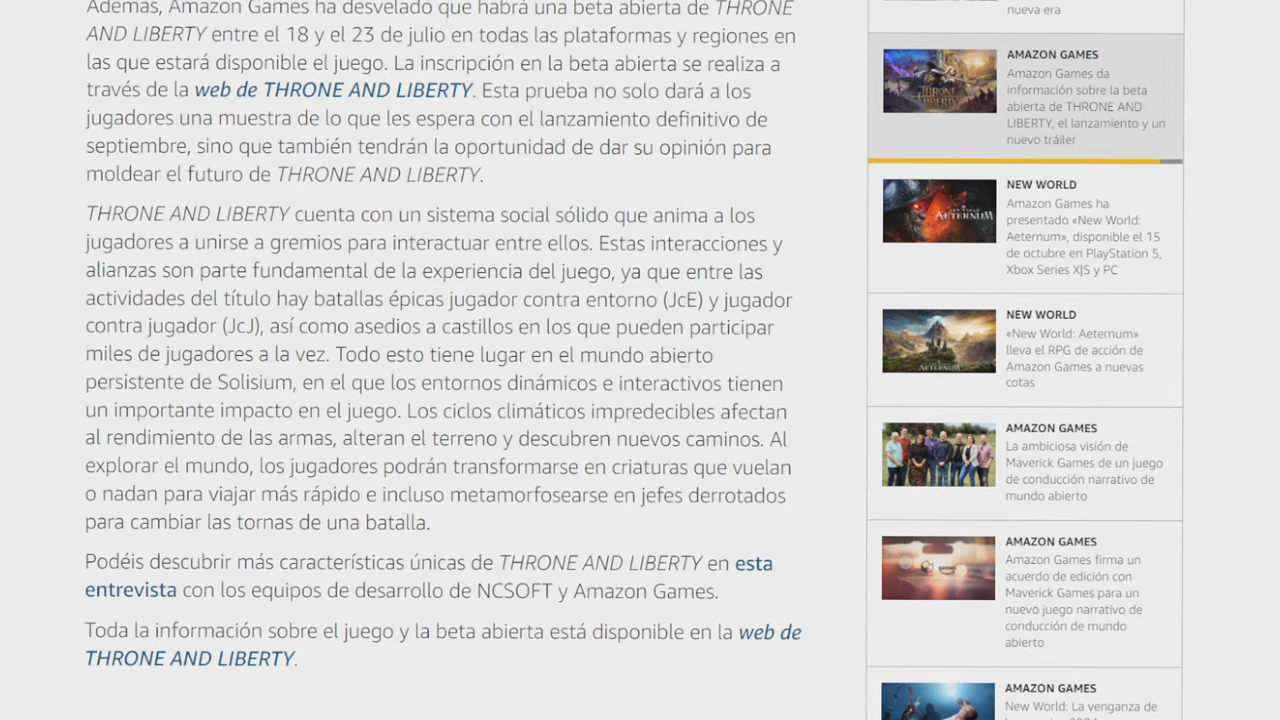 Además, Amazon Games ha desvelado que habrá una beta abierta de THRONE
AND LIBERTY entre el 18 y el 23 de julio en todas las plataformas y regiones en
las que estará disponible el juego. La inscripción en la beta abierta se realiza a
través de la web de THRONE AND LIBERTY. Esta prueba no solo dará a los
jugadores una muestra de lo que les espera con el lanzamiento definitivo de
septiembre, sino que también tendrán la oportunidad de dar su opinión para
moldear el futuro de THRONE AND LIBERTY.
THRONE AND LIBERTY cuenta con un sistema social sólido que anima a los
jugadores a unirse a gremios para interactuar entre ellos. Estas interacciones y
alianzas son parte fundamental de la experiencia del juego, ya que entre las
actividades del título hay batallas épicas jugador contra entorno (JcE) y jugador
contra jugador (JcJ), así como asedios a castillos en los que pueden participar
miles de jugadores a la vez. Todo esto tiene lugar en el mundo abierto
persistente de Solisium, en el que los entornos dinámicos e interactivos tienen
un importante impacto en el juego. Los ciclos climáticos impredecibles afectan
al rendimiento de las armas, alteran el terreno y descubren nuevos caminos. Al
explorar el mundo, los jugadores podrán transformarse en criaturas que vuelan
o nadan para viajar más rápido e incluso metamorfosearse en jefes derrotados
para cambiar las tornas de una batalla.
Podéis descubrir más características únicas de THRONE AND LIBERTY en esta
entrevista con los equipos de desarrollo de NCSOFT y Amazon Games.
Toda la información sobre el juego y la beta abierta está disponible en la web de
THRONE AND LIBERTY.
nueva era
THRONE
LIBERTY
AMAZON GAMES
Amazon Games da
información sobre la beta
abierta de THRONE AND
LIBERTY, el lanzamiento y un
nuevo tráiler
AETERNUM
NEW WORLD
Amazon Games ha
presentado «New World:
Aeternum», disponible el 15
de octubre en PlayStation 5,
Xbox Series X|S y PC
AETERNUM
NEW WORLD
«New World: Aeternum»
lleva el RPG de acción de
Amazon Games a nuevas
cotas
AMAZON GAMES
La ambiciosa visión de
Maverick Games de un juego
de conducción narrativo de
mundo abierto
games
AMAZON GAMES
Amazon Games firma un
acuerdo de edición con
Maverick Games para un
nuevo juego narrativo de
conducción de mundo
abierto
AMAZON GAMES
New World: La venganza de